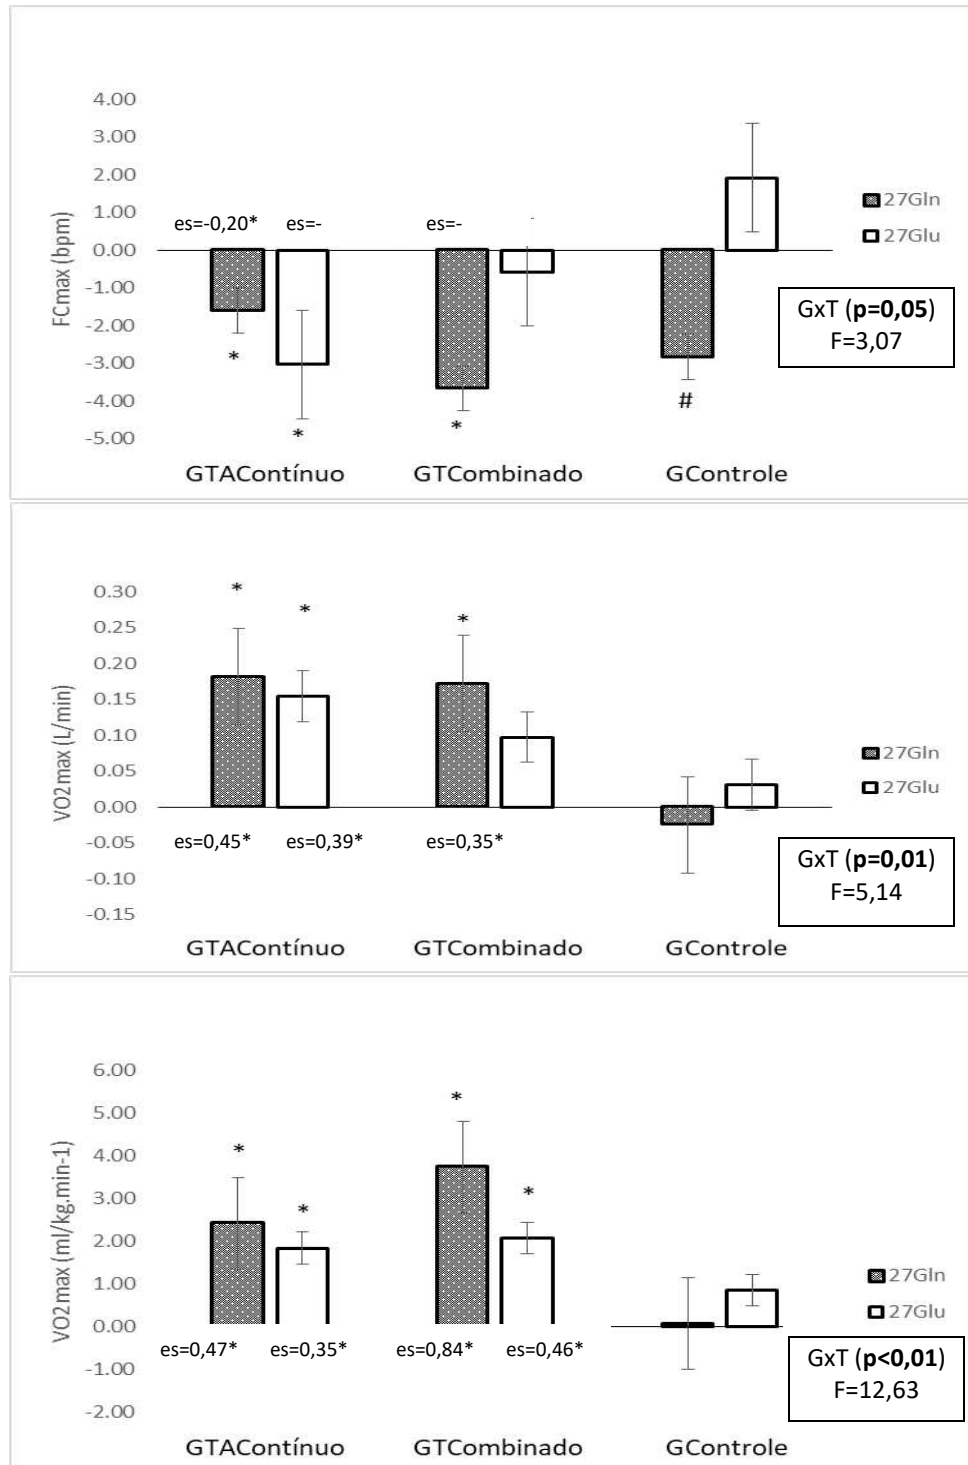 4.00
3.00
2.00
1.00
0.00
-1.00
-2.00
-3.00
-4.00
-5.00
FCmax (bpm)
es=-0,20*
es=-
es=-
*
*
*
#
27Gln
27Glu
GxT (p=0,05)
F=3,07
GTAContínuo
GTCombinado
GControle
0.30
0.25
0.20
0.15
0.10
0.05
0.00
-0.05
-0.10
-0.15
VO2max (L/min)
*
*
*
es=0,45*
es=0,39*
es=0,35*
27Gln
27Glu
GxT (p=0,01)
F=5,14
GTAContínuo
GTCombinado
GControle
6.00
5.00
4.00
3.00
2.00
1.00
0.00
-1.00
-2.00
VO2max (ml/kg.min-1)
*
*
*
*
es=0,47*
es=0,35*
es=0,84*
es=0,46*
27Gln
27Glu
GxT (p<0,01)
F=12,63
GTAContínuo
GTCombinado
GControle